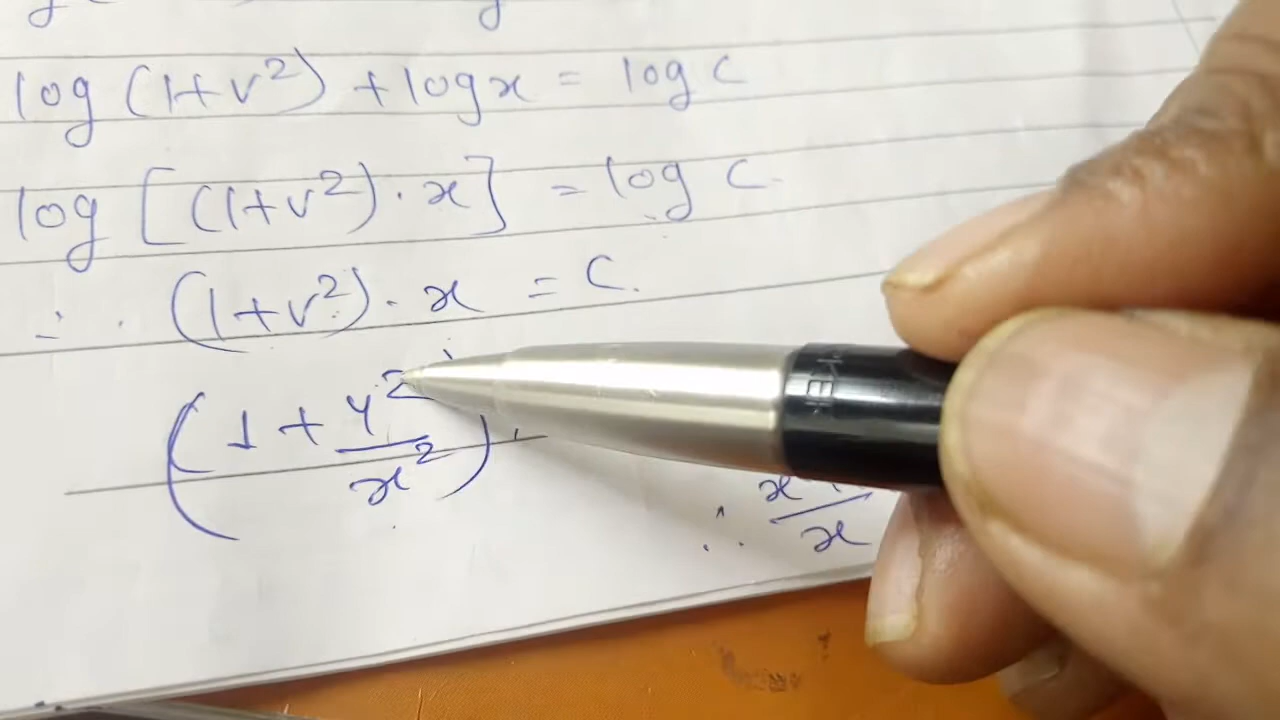 log (1+v²) + log x = log c
log [(1+v²) · x] = log c.
∴ (1+v²) · x = c.
(1 + y²/x²) ·